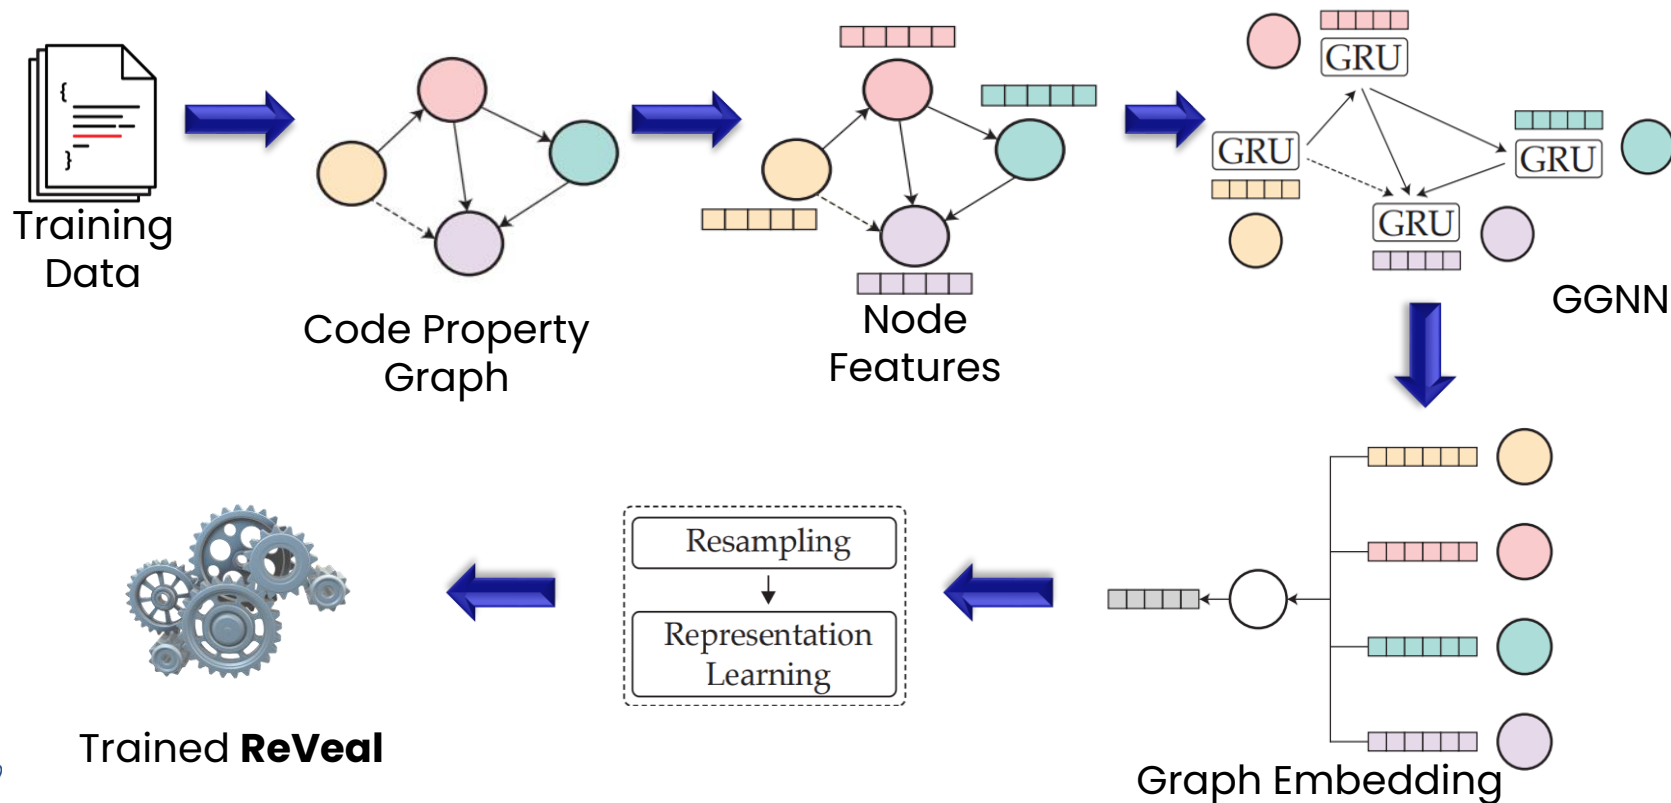 {
}
Training
Data
Code Property
Graph
Node
Features
GRU
GRU
GRU
GRU
GGNN
Resampling
Representation
Learning
Trained ReVeal
Graph Embedding